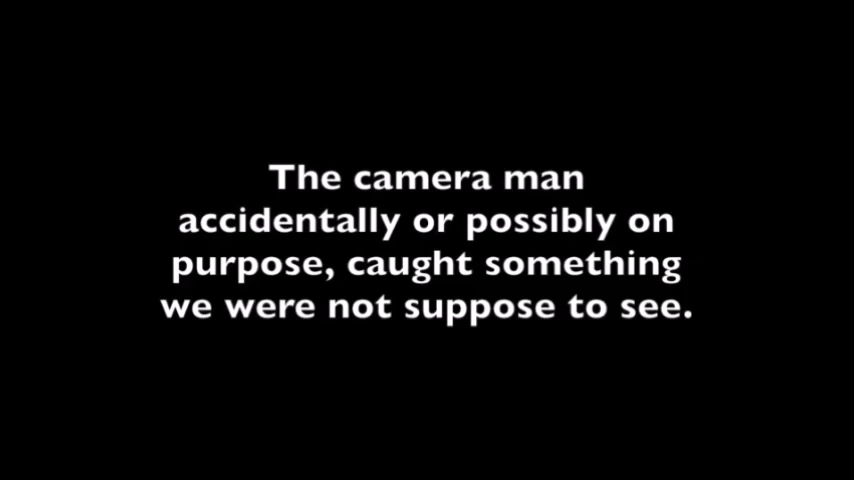 The camera man
accidentally or possibly on
purpose, caught something
we were not suppose to see.